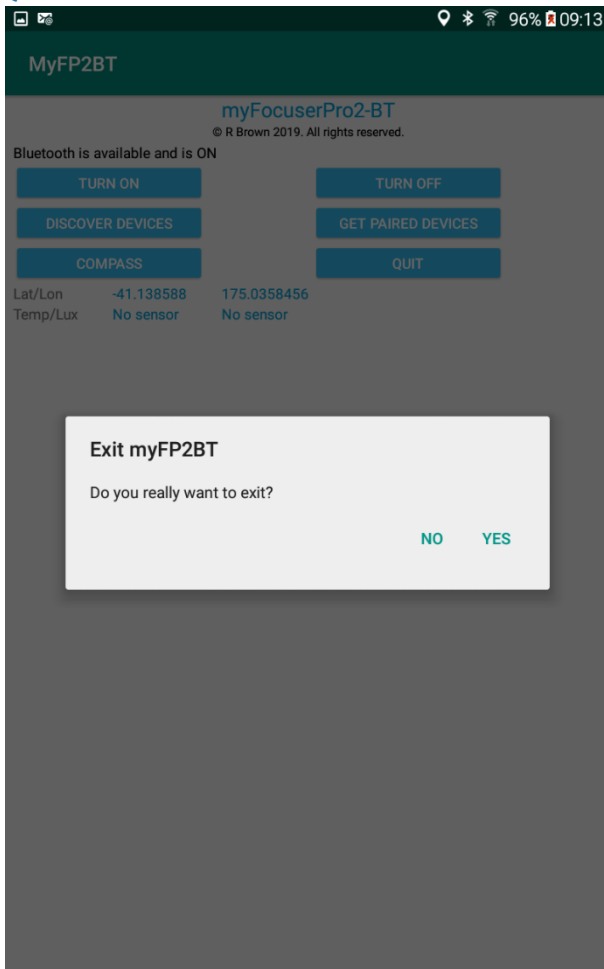 96% 09:13
MyFP2BT
myFocuserPro2-BT
© R Brown 2019. All rights reserved.
Bluetooth is available and is ON
TURN ON TURN OFF
DISCOVER DEVICES GET PAIRED DEVICES
COMPASS QUIT
Lat/Lon -41.138588 175.0358456
Temp/Lux No sensor No sensor
Exit myFP2BT
Do you really want to exit?
NO YES